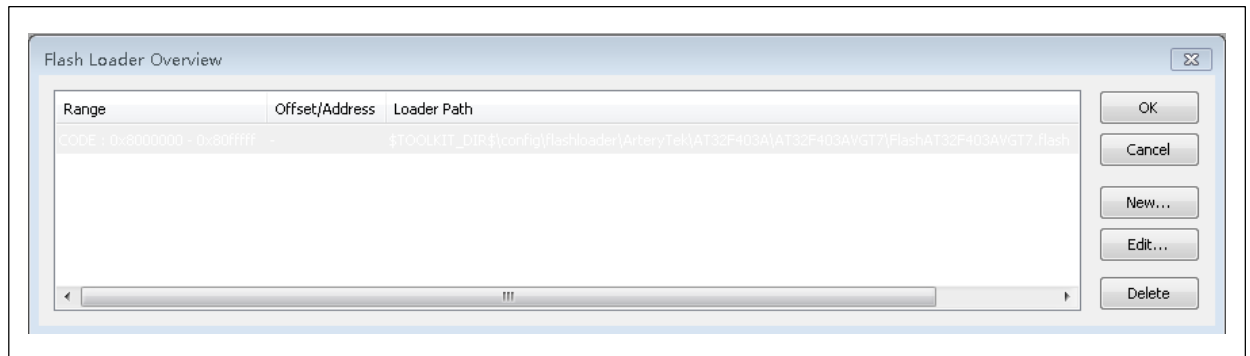 Flash Loader Overview
Range Offset/Address Loader Path
CODE : 0x8000000 - 0x80fffff - $TOOLKIT_DIR$\config\flashloader\ArteryTek\AT32F403A\AT32F403AVGT7\FlashAT32F403AVGT7.flash
OK
Cancel
New...
Edit...
Delete